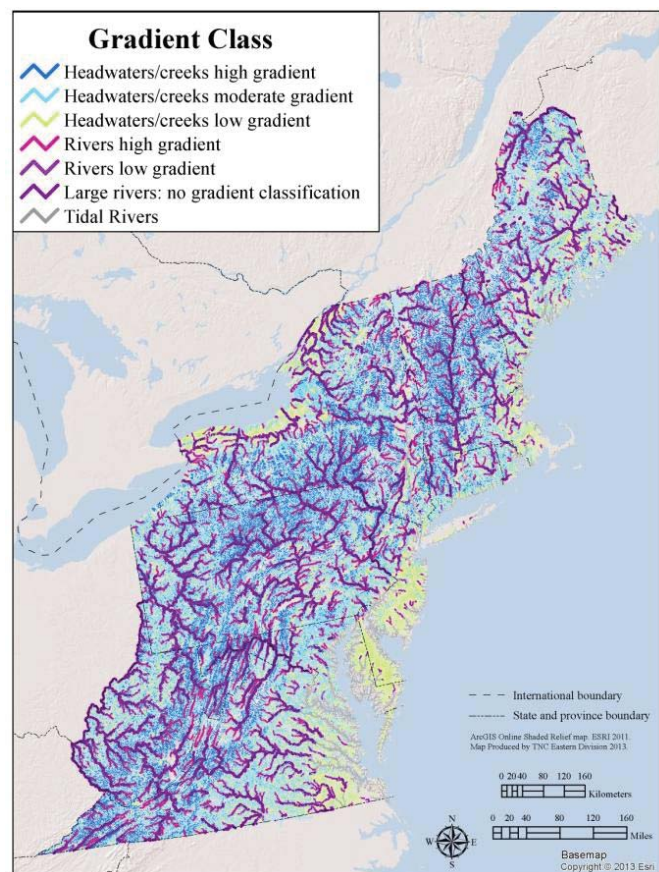 Gradient Class
Headwaters/creeks high gradient
Headwaters/creeks moderate gradient
Headwaters/creeks low gradient
Rivers high gradient
Rivers low gradient
Large rivers: no gradient classification
Tidal Rivers
International boundary
State and province boundary
ArcGIS Online Shaded Relief map. ESRI 2011.
Map Produced by TNC Eastern Division 2013.
0 20 40 80 120 160
Kilometers
N
W E
S
0 20 40 80 120 160
Miles
Basemap
Copyright © 2013 Esri